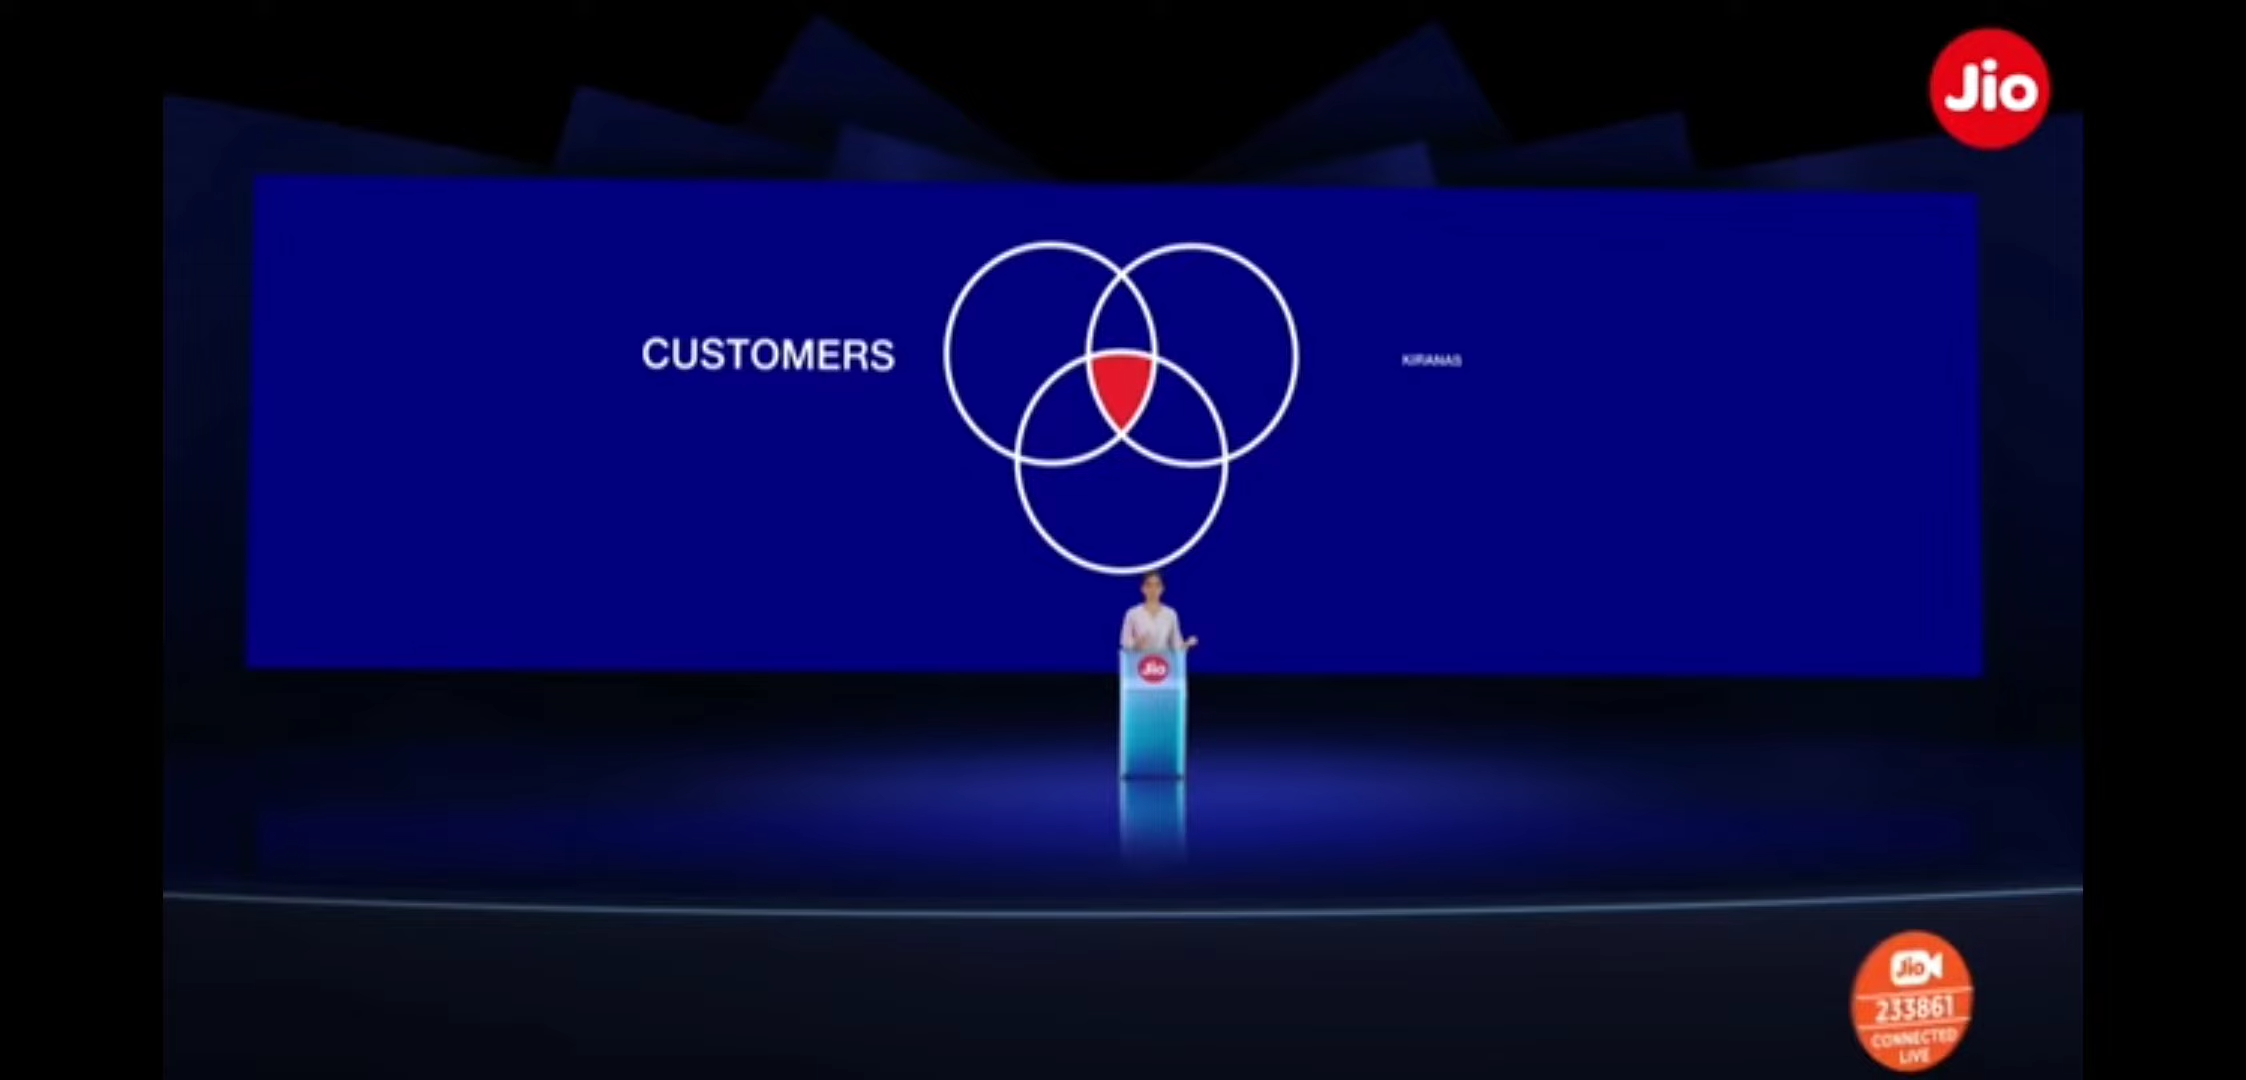 Jio
CUSTOMERS
KIRANAS
Jio
Jio
233861
CONNECTED
LIVE